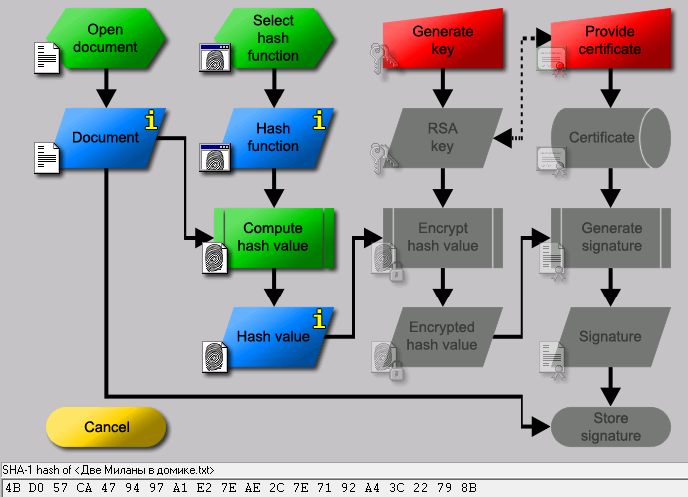 Open
document
Select
hash
function
Generate
key
Provide
certificate
Document
i
Hash
function
i
RSA
key
Certificate
Compute
hash value
Encrypt
hash value
Generate
signature
Hash value
i
Encrypted
hash value
Signature
Cancel
Store
signature
SHA-1 hash of <Две Миланы в домике.txt>
4B D0 57 CA 47 94 97 A1 E2 7E AE 2C 7E 71 92 A4 3C 22 79 8B